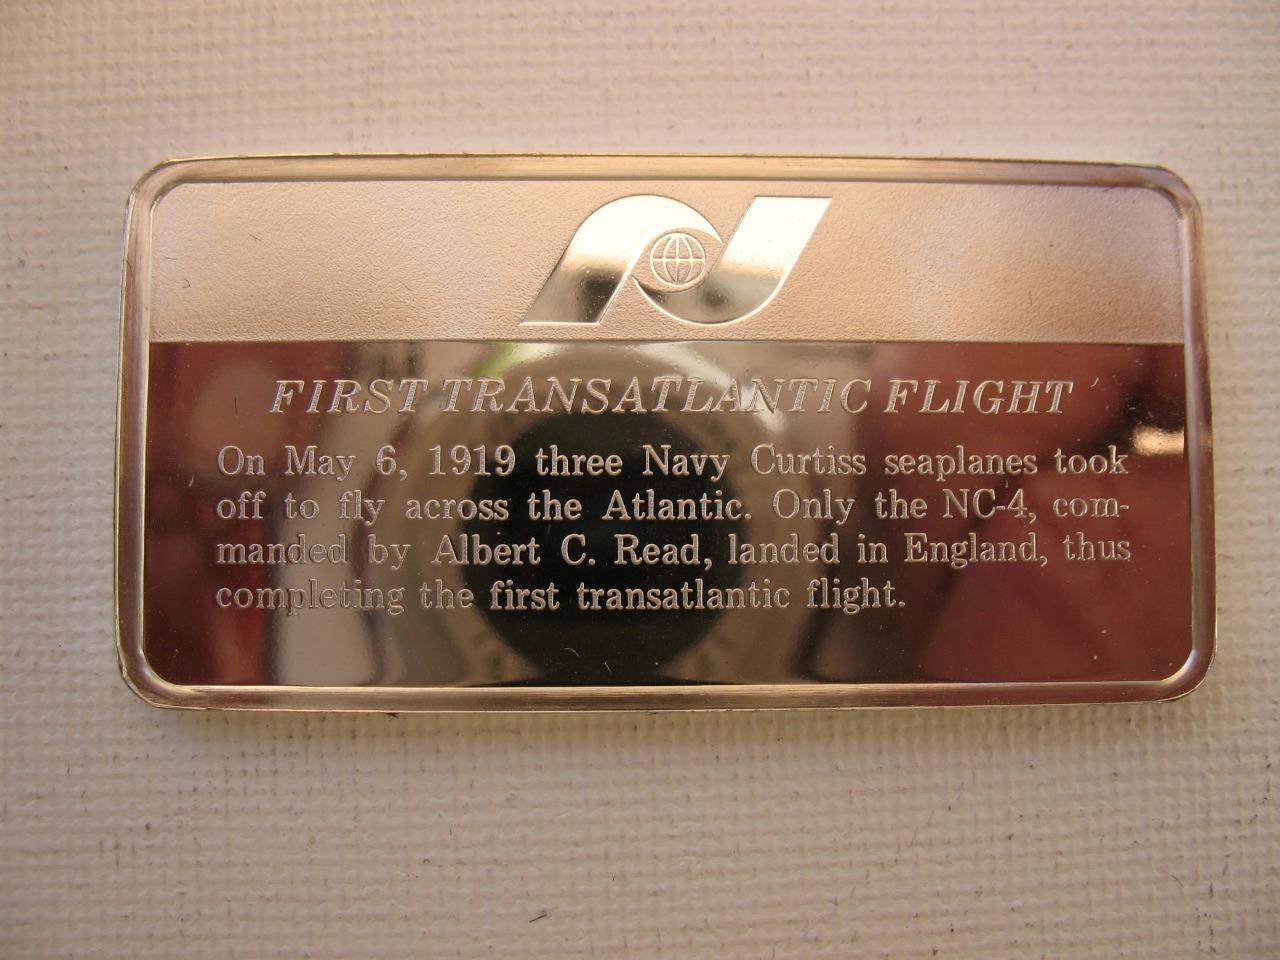 FIRST TRANSATLANTIC FLIGHT
On May 6, 1919 three Navy Curtiss seaplanes took
off to fly across the Atlantic. Only the NC-4, com-
manded by Albert C. Read, landed in England, thus
completing the first transatlantic flight.